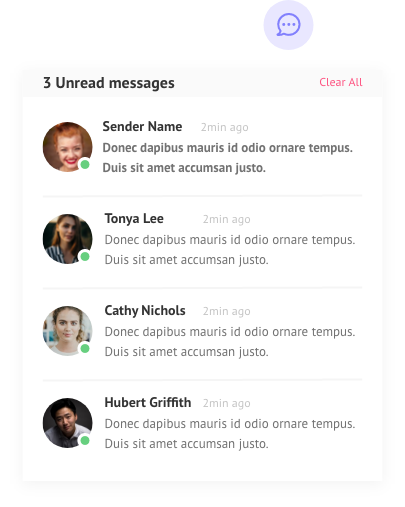 3 Unread messages Clear All
Sender Name 2min ago
Donec dapibus mauris id odio ornare tempus.
Duis sit amet accumsan justo.
Tonya Lee 2min ago
Donec dapibus mauris id odio ornare tempus.
Duis sit amet accumsan justo.
Cathy Nichols 2min ago
Donec dapibus mauris id odio ornare tempus.
Duis sit amet accumsan justo.
Hubert Griffith 2min ago
Donec dapibus mauris id odio ornare tempus.
Duis sit amet accumsan justo.